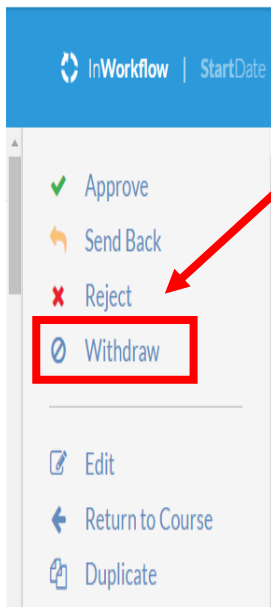 InWorkflow | StartDate
Approve
Send Back
Reject
Withdraw
Edit
Return to Course
Duplicate